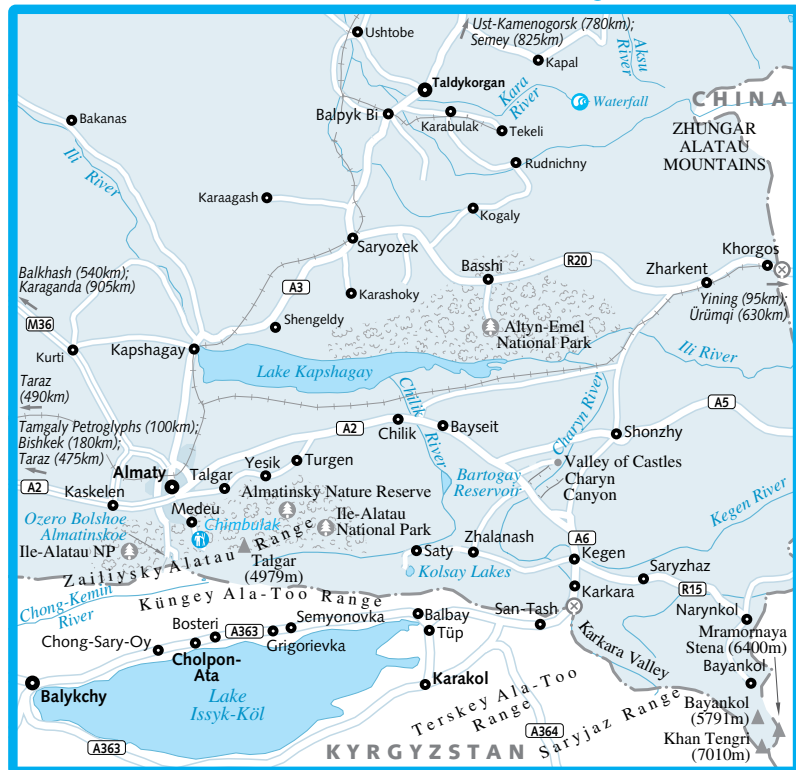 Ushtobe
Ust-Kamenogorsk (780km);
Semey (825km)
Kapal
Aksu
River
Taldykorgan
Kara
River
Waterfall
CHINA
Bakanas
Balpyk Bi
Karabulak
Tekeli
ZHUNGAR
ALATAU
MOUNTAINS
Ili River
Rudnichny
Karaagash
Kogaly
Saryozek
Basshi
R20
Khorgos
Zharkent
Balkhash (540km);
Karaganda (905km)
A3
Karashoky
Yining (95km);
Ürümqi (630km)
M36
Shengeldy
Altyn-Emel
National Park
Kurti
Kapshagay
Ili River
Lake Kapshagay
Taraz
(490km)
Chilik River
Charyn River
A5
Tamgaly Petroglyphs (100km);
Bishkek (180km);
Taraz (475km)
A2
Chilik
Bayseit
Shonzhy
Almaty
Talgar
Yesik
Turgen
Bartogay
Reservoir
Valley of Castles
Charyn
Canyon
A2
Kaskelen
Medeu
Almatinsky Nature Reserve
Kegen River
Ozero Bolshoe
Almatinskoe
Chimbulak
Ile-Alatau
National Park
Ile-Alatau NP
Talgar
(4979m)
Saty
Zhalanash
A6
Kegen
Zailiysky Alatau Range
Kolsay Lakes
Saryzhaz
Karkara
R15
Chong-Kemin
River
Küngey Ala-Too Range
Balbay
San-Tash
Narynkol
Bosteri
A363
Semyonovka
Tüp
Mramornaya
Stena (6400m)
Chong-Sary-Oy
Grigorievka
Karkara Valley
Cholpon-
Ata
Bayankol
Balykchy
Lake
Issyk-Köl
Karakol
Terskey Ala-Too
Range
Saryjaz Range
Bayankol
(5791m)
A363
KYRGYZSTAN
A364
Khan Tengri
(7010m)